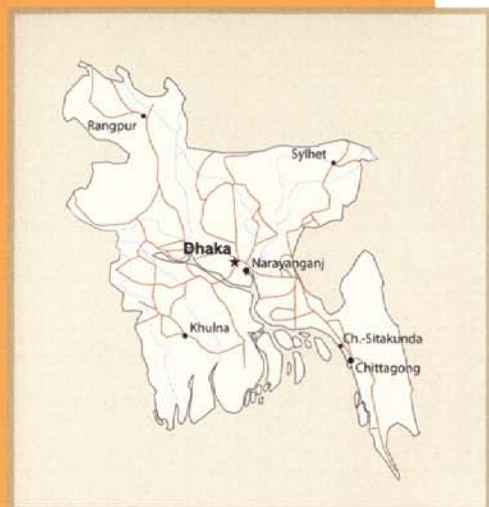 Rangpur
Sylhet
Dhaka
Narayanganj
Khulna
Ch.-Sitakunda
Chittagong